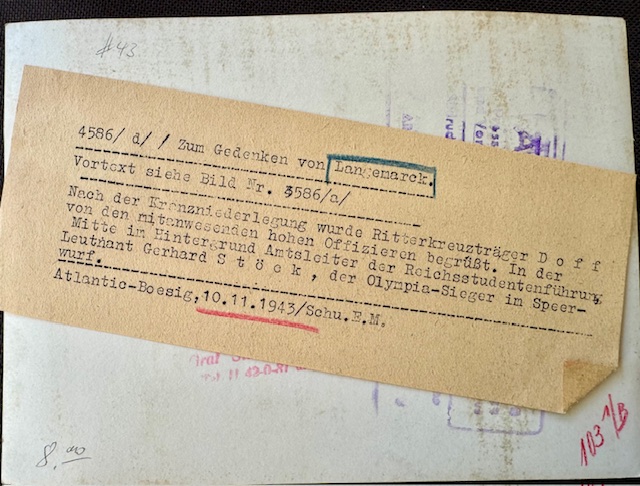 #43
4586/ d/ / Zum Gedenken von Langemarck.
Vortext siehe Bild Nr. 3586/a/
Nach der Kranzniederlegung wurde Ritterkreuzträger D o f f
von den mitanwesenden hohen Offizieren begrüßt. In der
Mitte im Hintergrund Amtsleiter der Reichsstudentenführung
Leutnant Gerhard S t ö c k , der Olympia-Sieger im Speer-
wurf.
Atlantic-Boesig,10.11.1943/Schu.E.M.
8,00
103 1/B